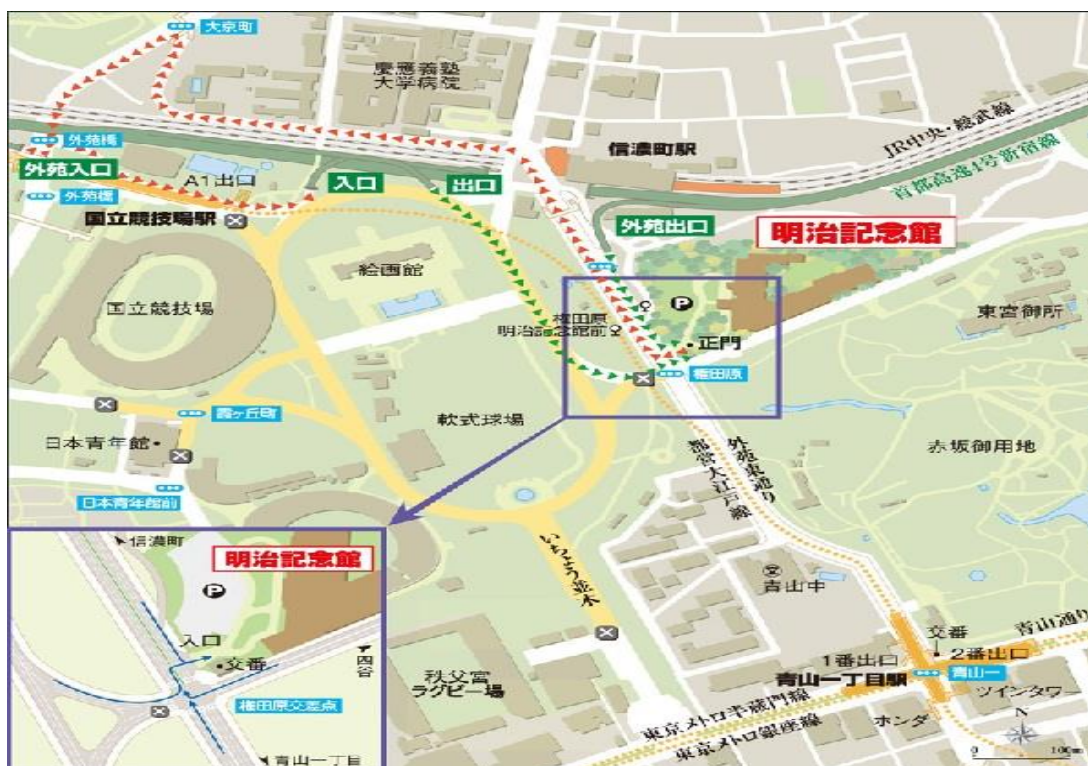 大京町
慶應義塾
大学病院
外苑橋
外苑入口
A1出口
入口
出口
信濃町駅
JR中央・総武線
首都高速4号新宿線
外苑橋
国立競技場駅
外苑出口
明治記念館
絵画館
国立競技場
P
権田原
明治記念館前
正門
東宮御所
権田原
霞ヶ丘町
軟式球場
日本青年館
外苑東通り
都営大江戸線
赤坂御用地
日本青年館前
信濃町
明治記念館
P
入口
交番
四谷
権田原交差点
青山一丁目
いちょう並木
青山中
秩父宮
ラグビー場
交番
青山通り
1番出口
2番出口
青山一丁目駅
青山一
ツインタワー
東京メトロ半蔵門線
東京メトロ銀座線
ホンダ
N
0
100m